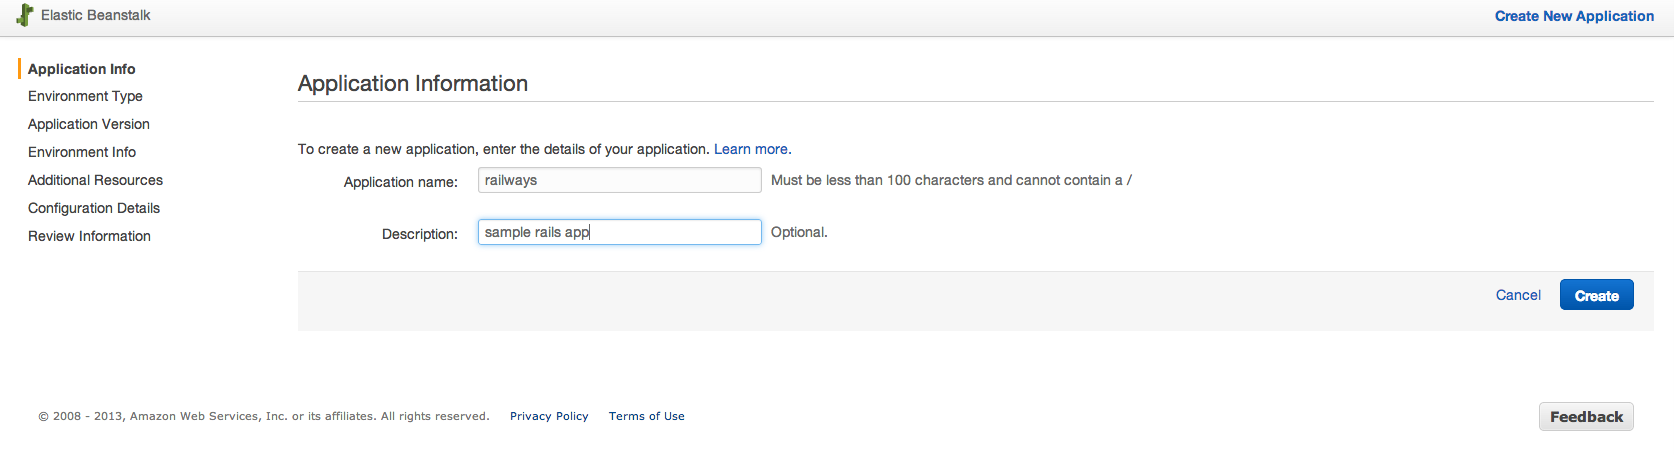 Elastic Beanstalk
Create New Application
Application Info
Environment Type
Application Version
Environment Info
Additional Resources
Configuration Details
Review Information
Application Information
To create a new application, enter the details of your application. Learn more.
Application name: railways Must be less than 100 characters and cannot contain a /
Description: sample rails app Optional.
Cancel Create
© 2008 - 2013, Amazon Web Services, Inc. or its affiliates. All rights reserved. Privacy Policy Terms of Use
Feedback